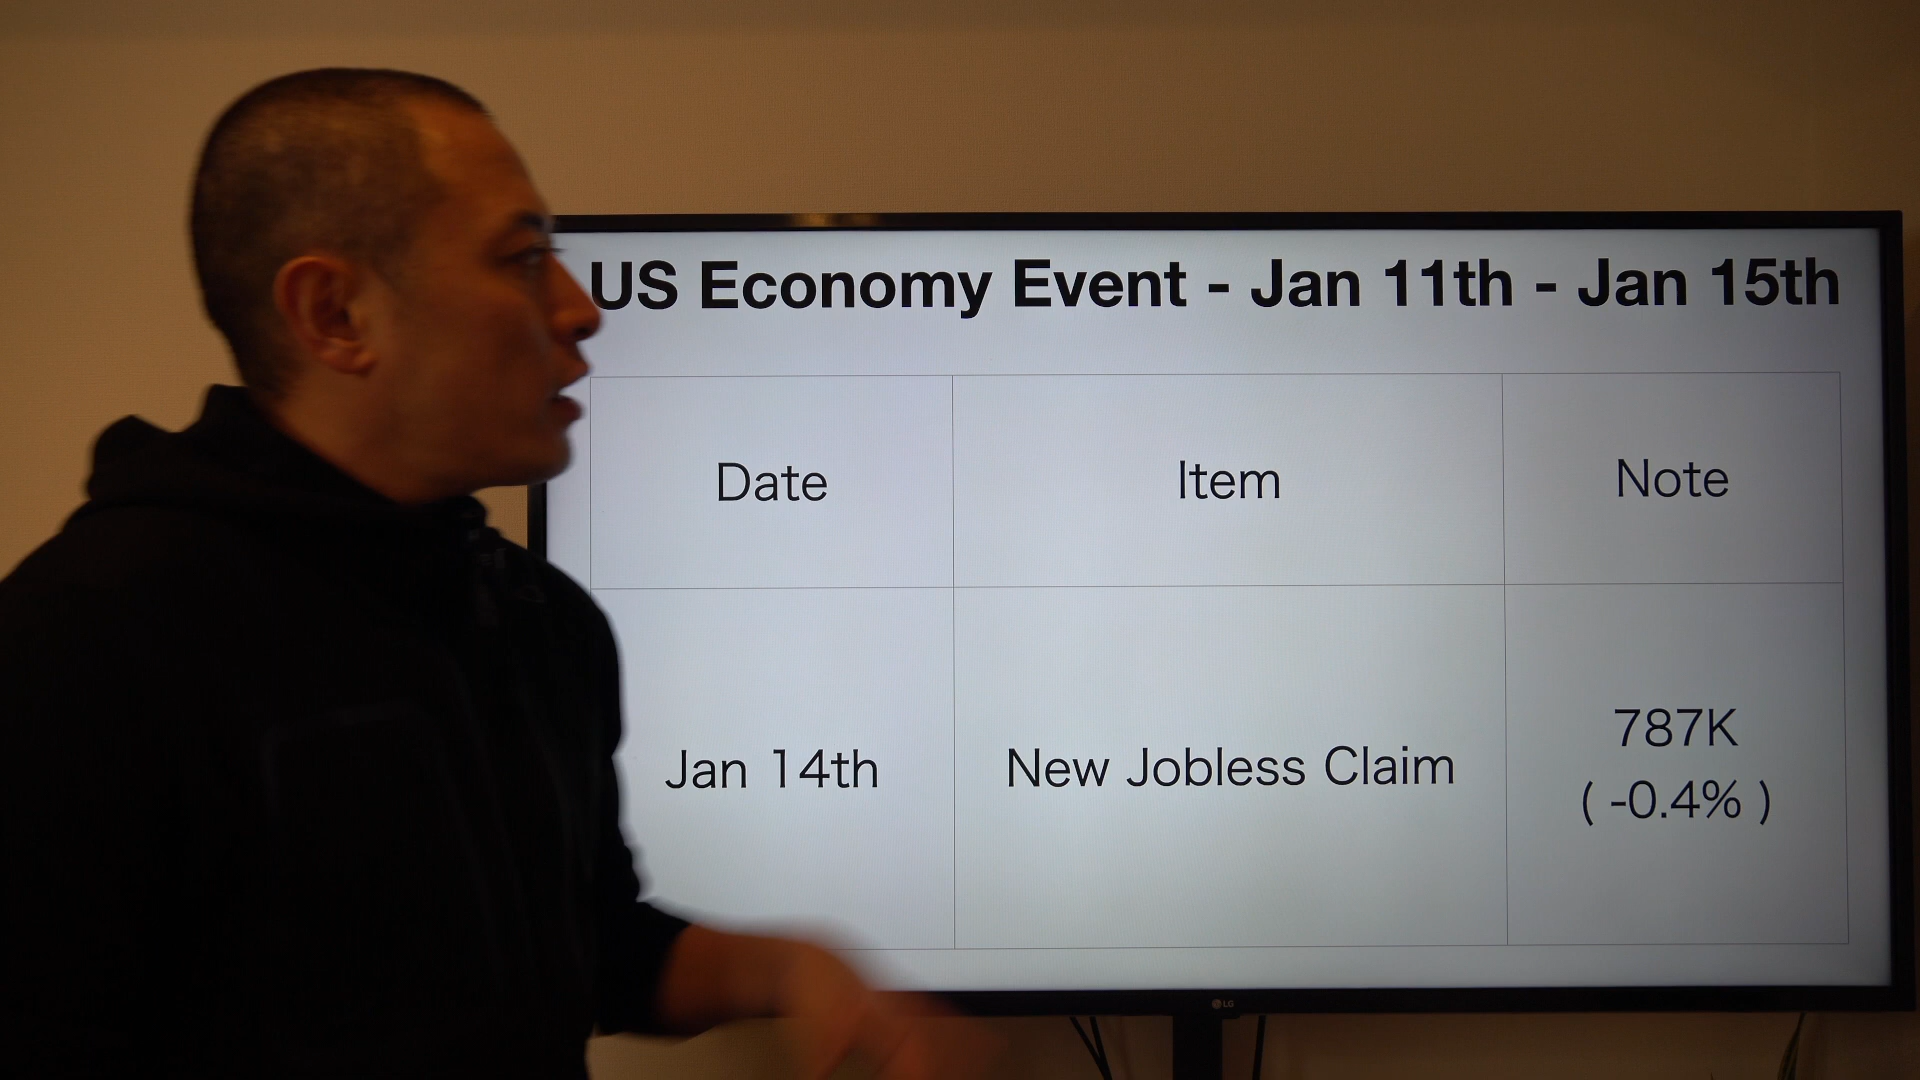 US Economy Event - Jan 11th - Jan 15th
Date
Item
Note
Jan 14th
New Jobless Claim
787K
( -0.4% )
LG